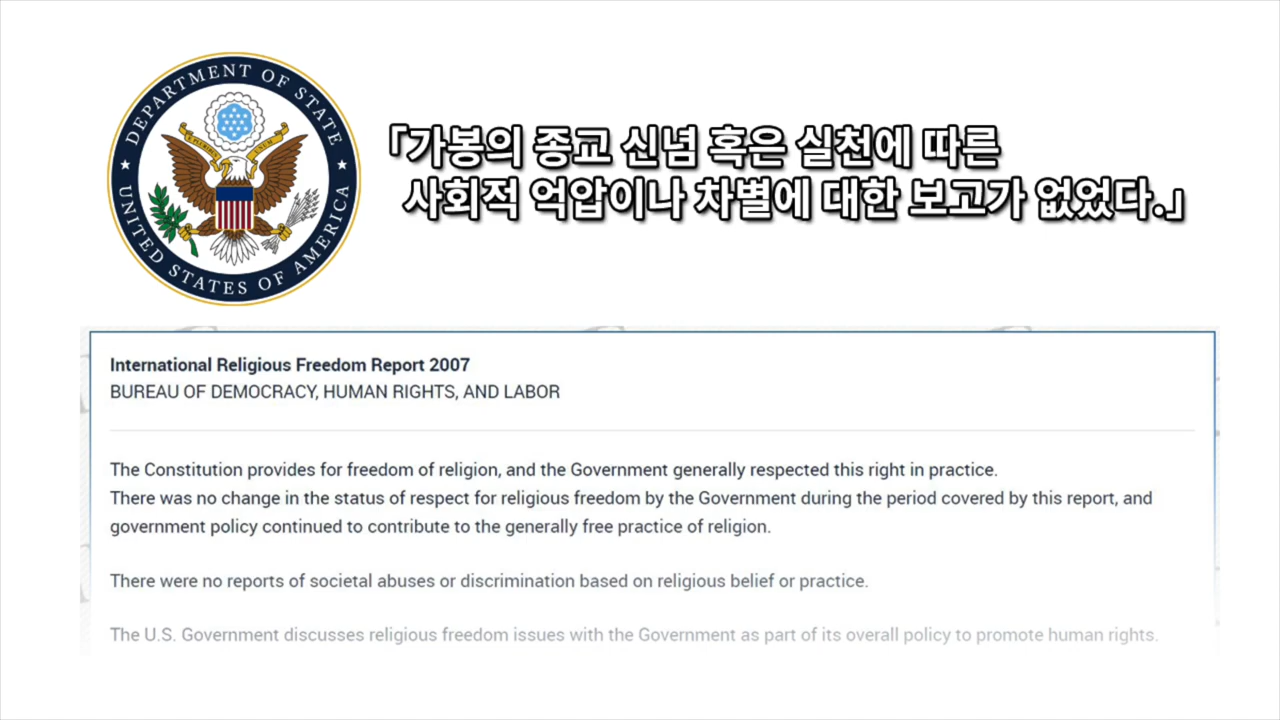 DEPARTMENT OF STATE
UNITED STATES OF AMERICA
「가봉의 종교 신념 혹은 실천에 따른
사회적 억압이나 차별에 대한 보고가 없었다.」
International Religious Freedom Report 2007
BUREAU OF DEMOCRACY, HUMAN RIGHTS, AND LABOR
The Constitution provides for freedom of religion, and the Government generally respected this right in practice.
There was no change in the status of respect for religious freedom by the Government during the period covered by this report, and
government policy continued to contribute to the generally free practice of religion.
There were no reports of societal abuses or discrimination based on religious belief or practice.
The U.S. Government discusses religious freedom issues with the Government as part of its overall policy to promote human rights.